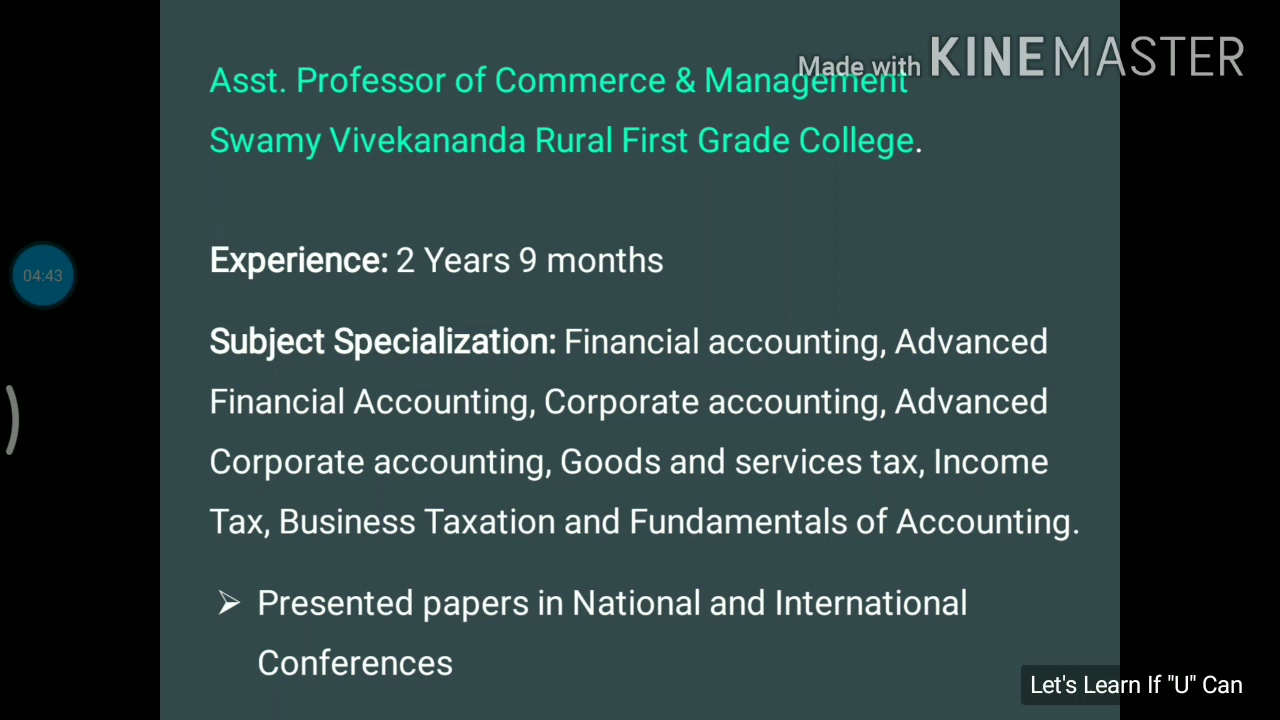 Made with KINEMASTER
Asst. Professor of Commerce & Management
Swamy Vivekananda Rural First Grade College.
Experience: 2 Years 9 months
04:43
Subject Specialization: Financial accounting, Advanced
Financial Accounting, Corporate accounting, Advanced
Corporate accounting, Goods and services tax, Income
Tax, Business Taxation and Fundamentals of Accounting.
➢ Presented papers in National and International
Conferences
Let's Learn If "U" Can